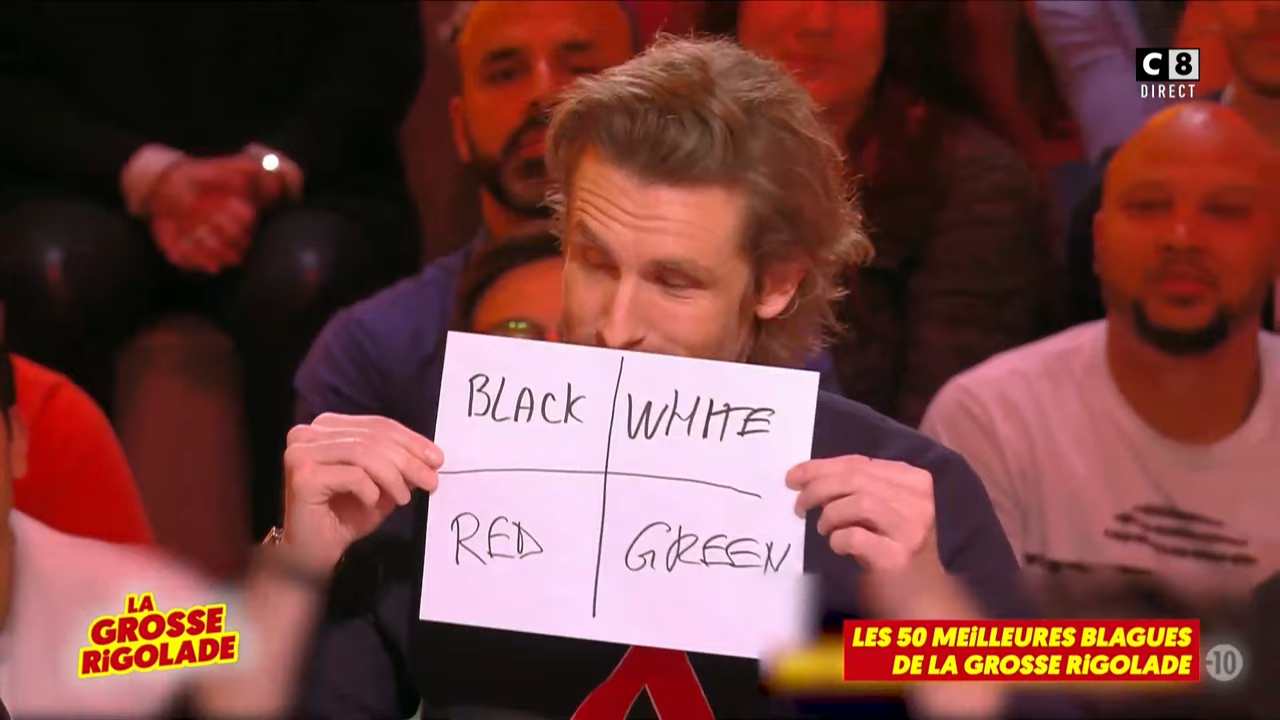 C8
DIRECT
BLACK WHITE
RED GREEN
LA
GROSSE
RiGOLADE
LES 50 MEiLLEURES BLAGUES
DE LA GROSSE RiGOLADE
-10